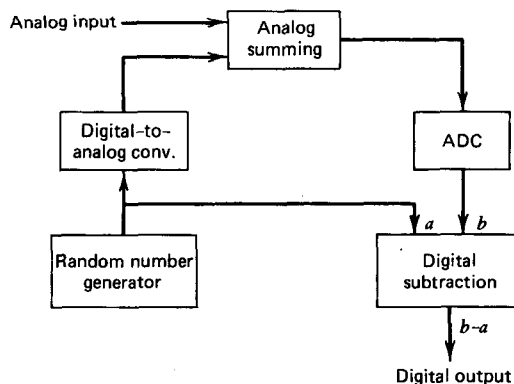 Analog input
Analog
summing
Digital-to-
analog conv.
ADC
a
b
Random number
generator
Digital
subtraction
b-a
Digital output